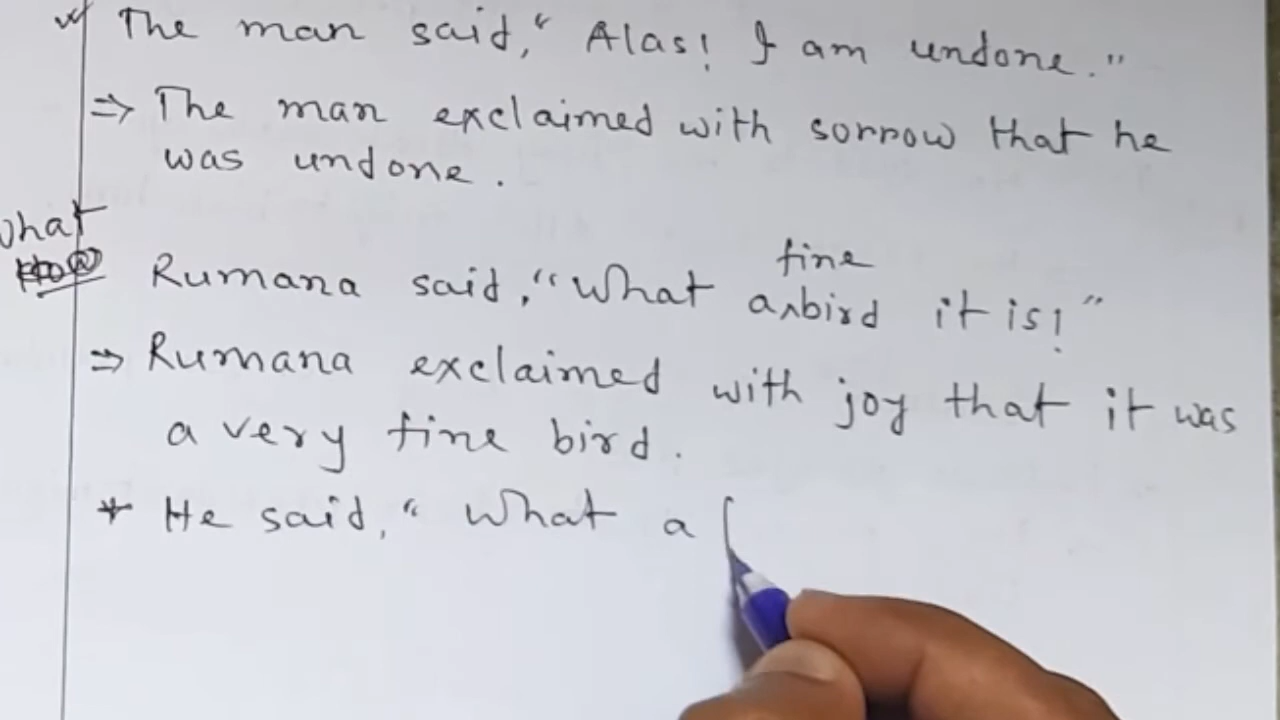 The man said, "Alas! I am undone."
⇒ The man exclaimed with sorrow that he
was undone.
what
Rumana said, "What a fine bird it is!"
⇒ Rumana exclaimed with joy that it was
a very fine bird.
* He said, "What a